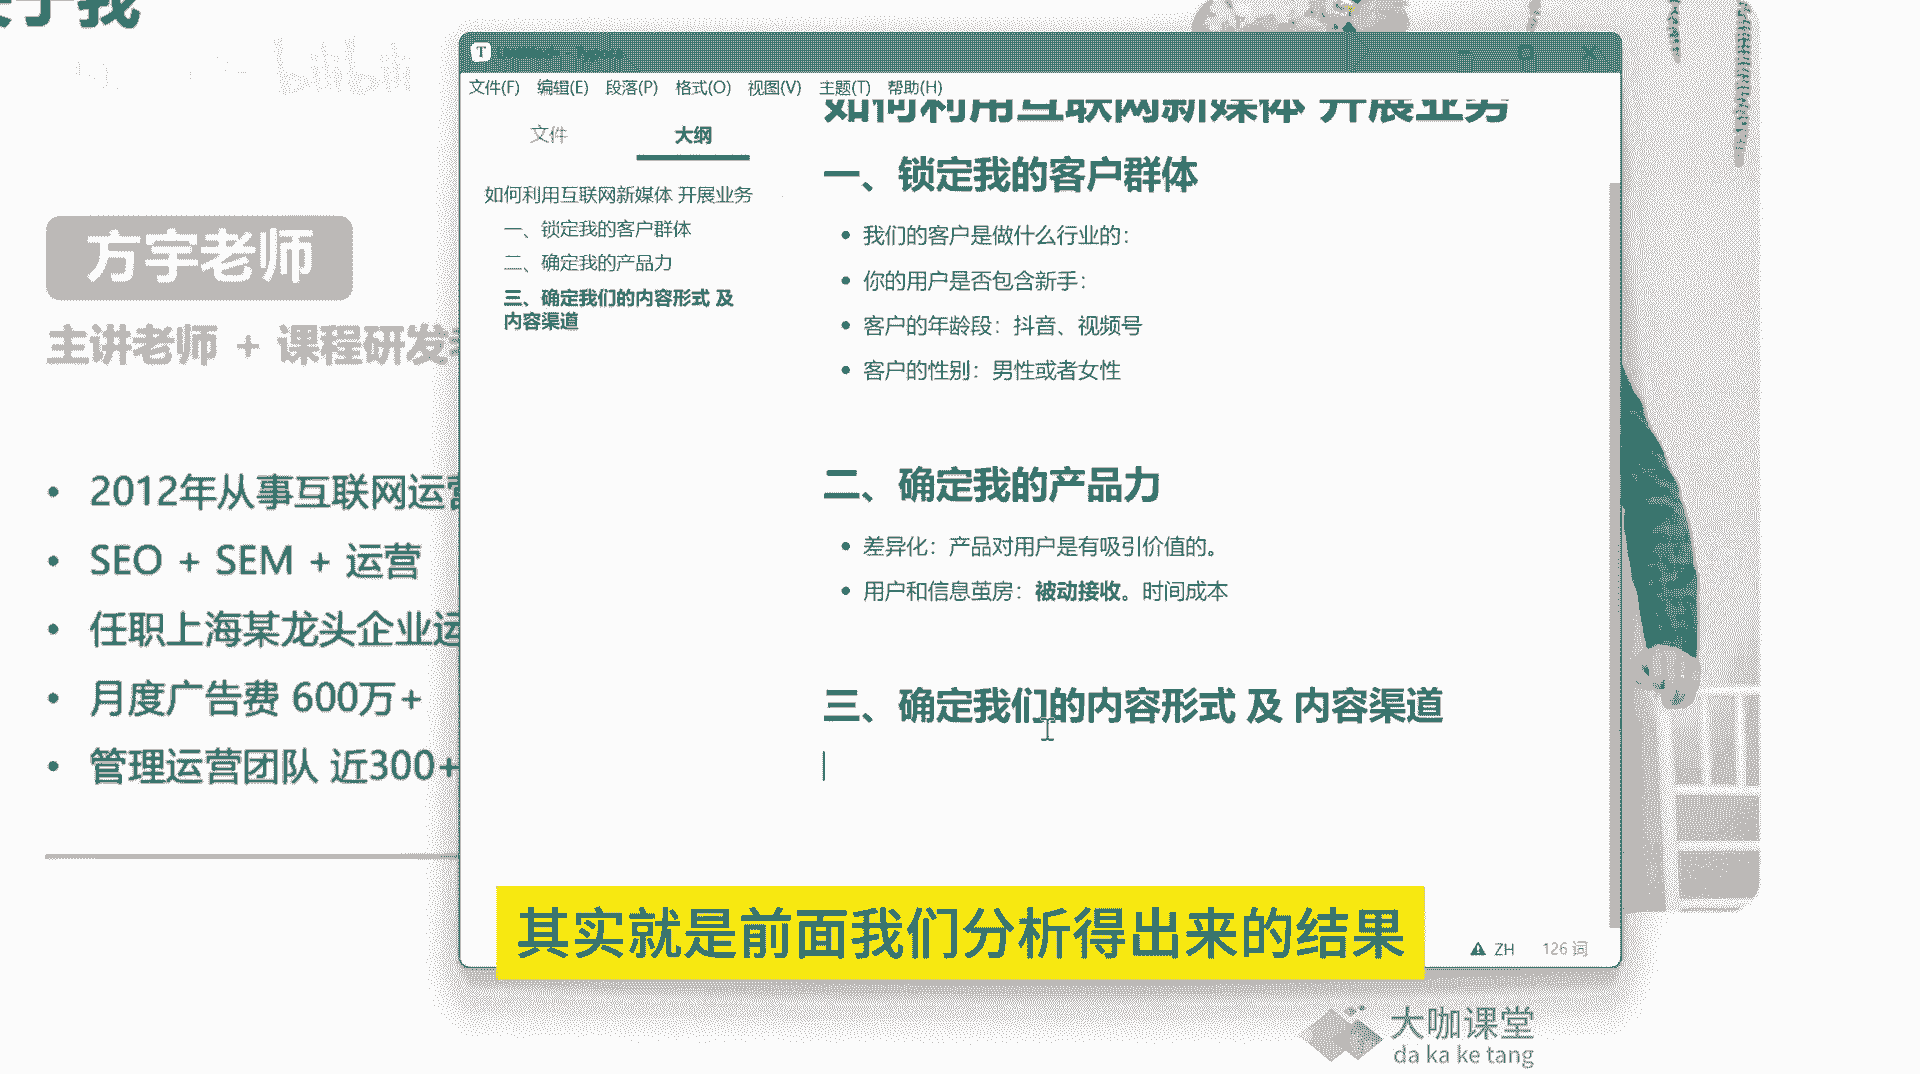 bilibili
方宇老师
主讲老师 + 课程研发
2012年从事互联网运营
SEO + SEM + 运营
任职上海某龙头企业运
月度广告费 600万+
管理运营团队 近300+
T
文件(F) 编辑(E) 段落(P) 格式(O) 视图(V) 主题(T) 帮助(H)
文件 大纲
如何利用互联网新媒体 开展业务
一、锁定我的客户群体
二、确定我的产品力
三、确定我们的内容形式 及
内容渠道
如何利用互联网新媒体 开展业务
一、锁定我的客户群体
我们的客户是做什么行业的：
你的用户是否包含新手：
客户的年龄段：抖音、视频号
客户的性别：男性或者女性
二、确定我的产品力
差异化：产品对用户是有吸引价值的。
用户和信息茧房：被动接收。时间成本
三、确定我们的内容形式 及 内容渠道
ZH 126 词
其实就是前面我们分析得出来的结果
大咖课堂
da ka ke tang